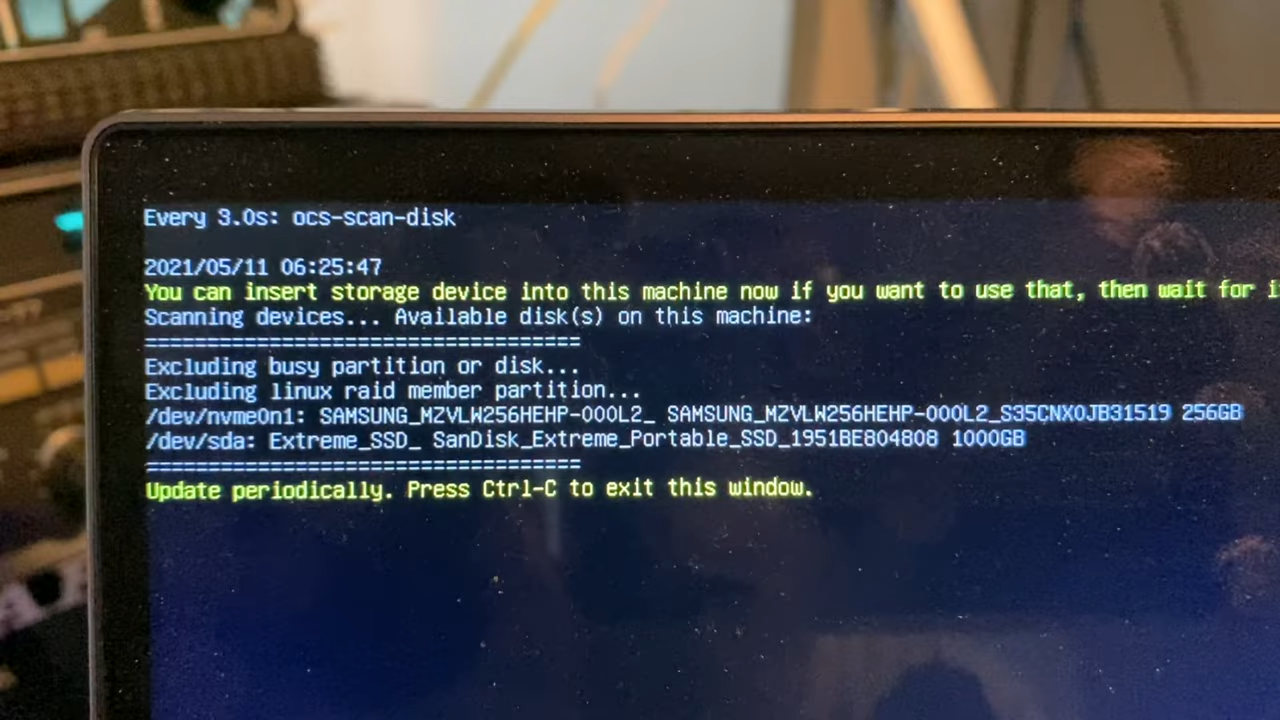 Every 3.0s: ocs-scan-disk
2021/05/11 06:25:47
You can insert storage device into this machine now if you want to use that, then wait for
Scanning devices... Available disk(s) on this machine:
===================================
Excluding busy partition or disk...
Excluding linux raid member partition...
/dev/nvme0n1: SAMSUNG_MZVLW256HEHP-000L2_ SAMSUNG_MZVLW256HEHP-000L2_S35CNX0JB31519 256GB
/dev/sda: Extreme_SSD_ SanDisk_Extreme_Portable_SSD_1951BE804808 1000GB
===================================
Update periodically. Press Ctrl-C to exit this window.